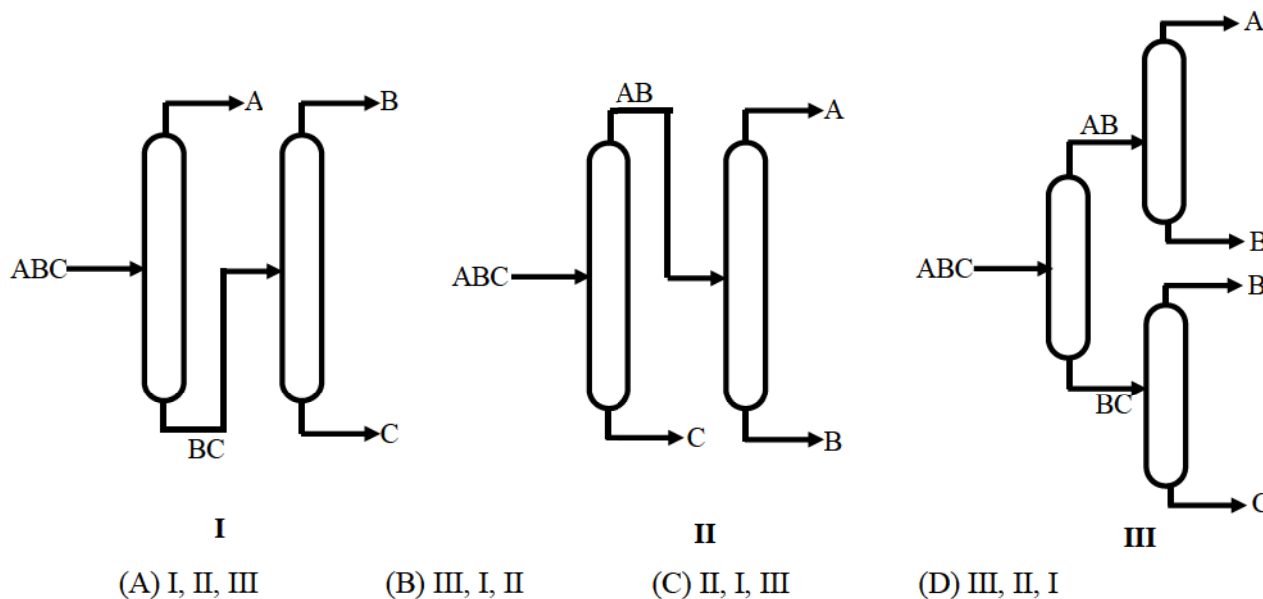 A
B
AB
A
AB
B
ABC
ABC
ABC
B
BC
C
C
B
BC
C
I
II
III
(A) I, II, III
(B) III, I, II
(C) II, I, III
(D) III, II, I